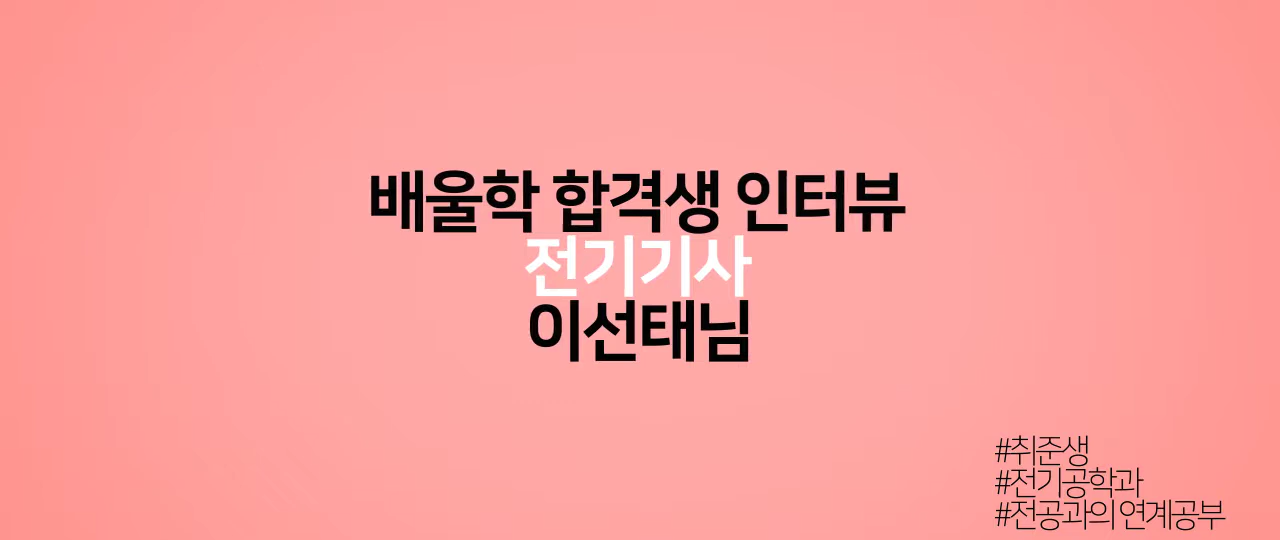 배울학 합격생 인터뷰
전기기사
이선태님
#취준생
#전기공학과
#전공과의 연계공부